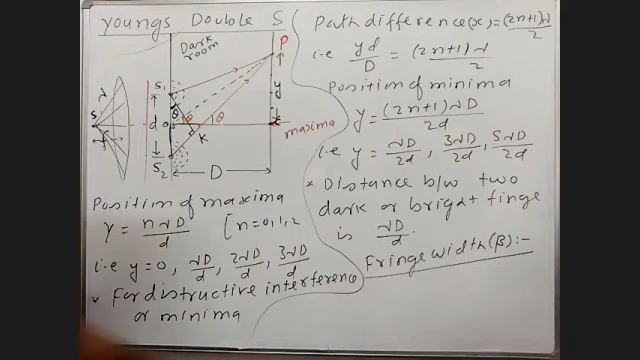 youngs Double S
Dark
room
P
S1
S
λ
f
d
θ
θ
θ
y
K
S2
D
maxima
Position of maxima
Y = nλD/d [n=0,1,2
i.e y=0, λD/d, 2λD/d, 3λD/d
* For distructive interference
or minima
Path difference(x)=(2n+1)λ/2
i.e yd/D = (2n+1)λ/2
Position of minima
y = (2n+1)λD/2d
i.e y = λD/2d, 3λD/2d, 5λD/2d
* Distance b/w two
dark or bright finge
is λD/d.
Fringe width(β):-